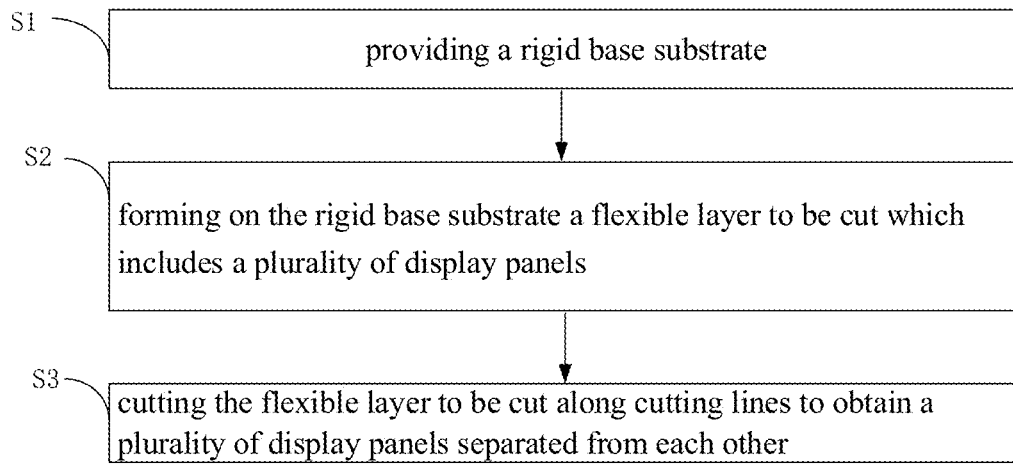 S1
providing a rigid base substrate
S2
forming on the rigid base substrate a flexible layer to be cut which
includes a plurality of display panels
S3
cutting the flexible layer to be cut along cutting lines to obtain a
plurality of display panels separated from each other